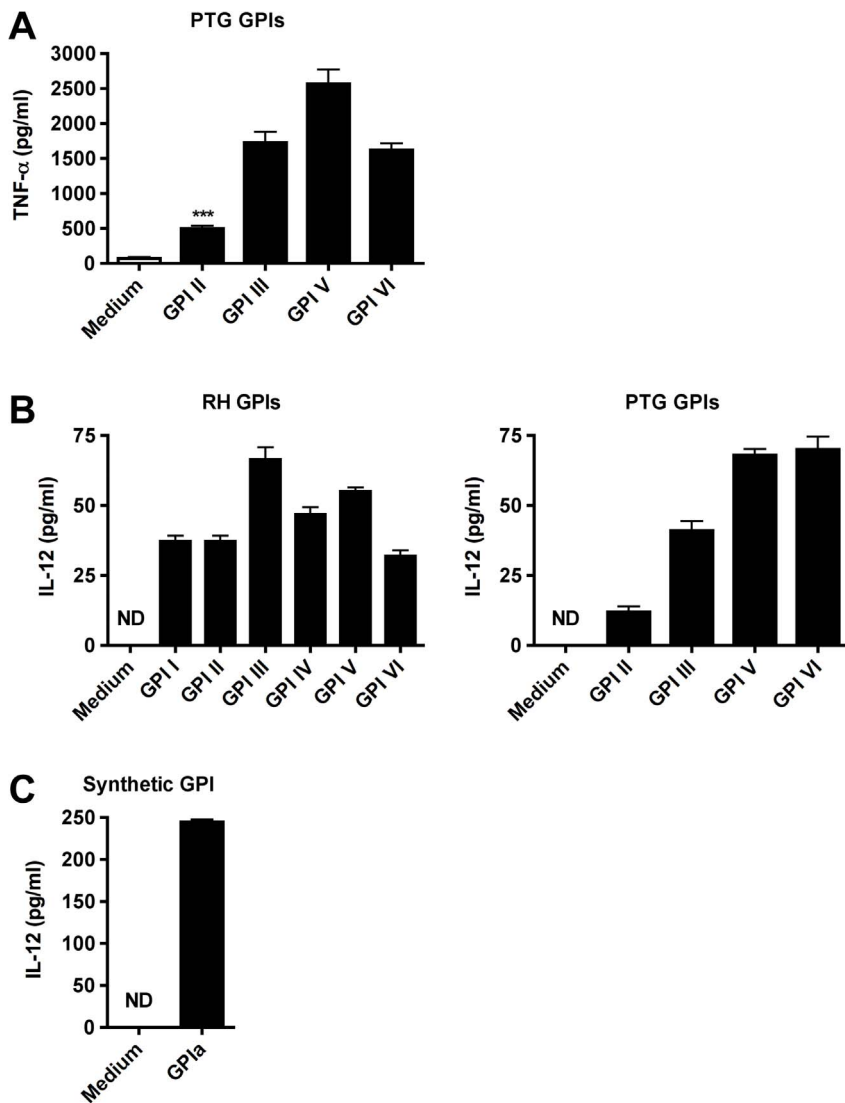 A
PTG GPIs
TNF-α (pg/ml)
3000
2500
2000
1500
1000
500
0
***
Medium
GPI II
GPI III
GPI V
GPI VI
B
RH GPIs
IL-12 (pg/ml)
75
50
25
0
ND
Medium
GPI I
GPI II
GPI III
GPI IV
GPI V
GPI VI
PTG GPIs
IL-12 (pg/ml)
75
50
25
0
ND
Medium
GPI II
GPI III
GPI V
GPI VI
C
Synthetic GPI
IL-12 (pg/ml)
250
200
150
100
50
0
ND
Medium
GPIa